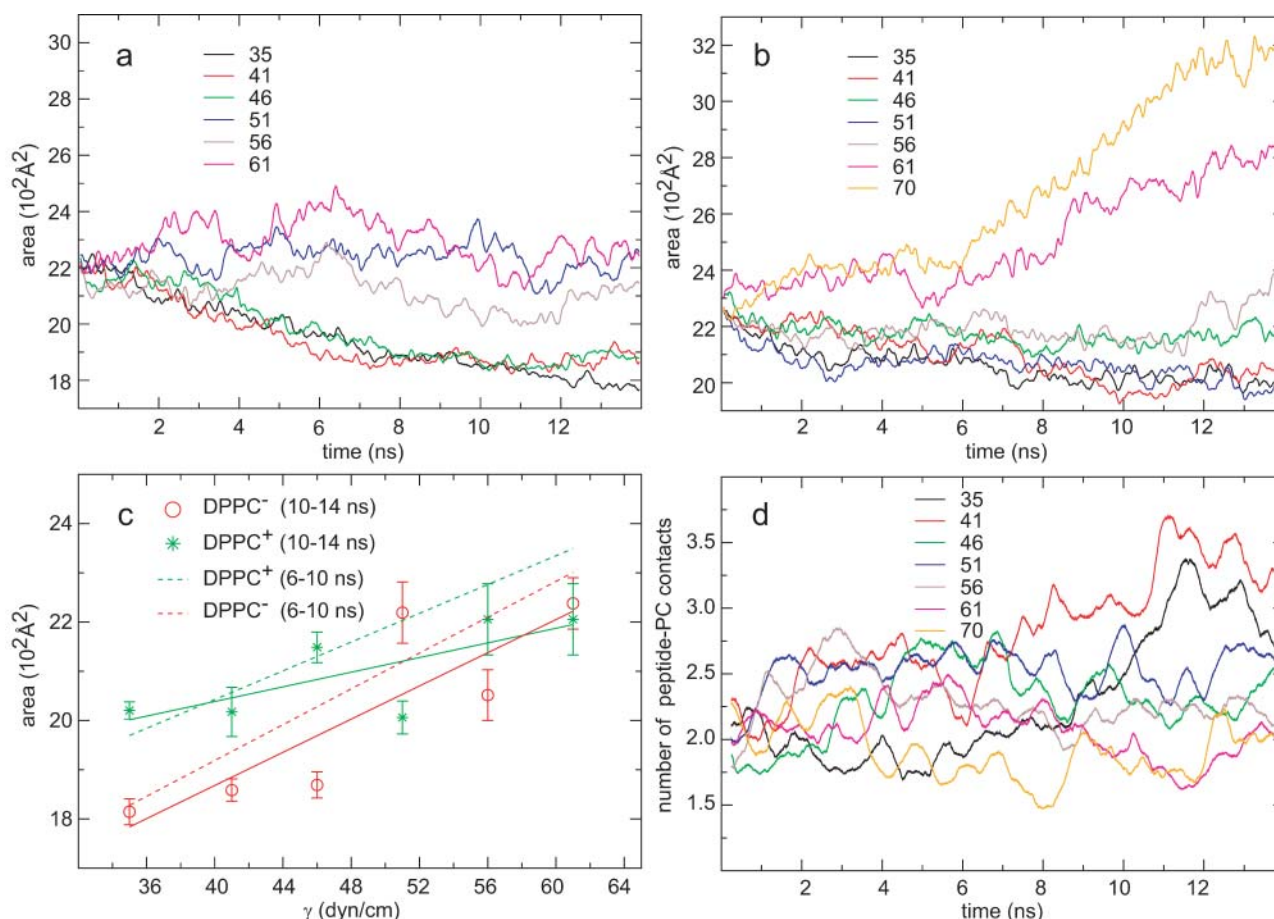 a
35
41
46
51
56
61
30
28
26
24
22
20
18
area (10²Å²)
2 4 6 8 10 12
time (ns)
b
35
41
46
51
56
61
70
32
30
28
26
24
22
20
area (10²Å²)
2 4 6 8 10 12
time (ns)
c
DPPC⁻ (10-14 ns)
DPPC⁺ (10-14 ns)
DPPC⁺ (6-10 ns)
DPPC⁻ (6-10 ns)
24
22
20
18
area (10²Å²)
36 40 44 48 52 56 60 64
γ (dyn/cm)
d
35
41
46
51
56
61
70
3.5
3.0
2.5
2.0
1.5
number of peptide-PC contacts
2 4 6 8 10 12
time (ns)